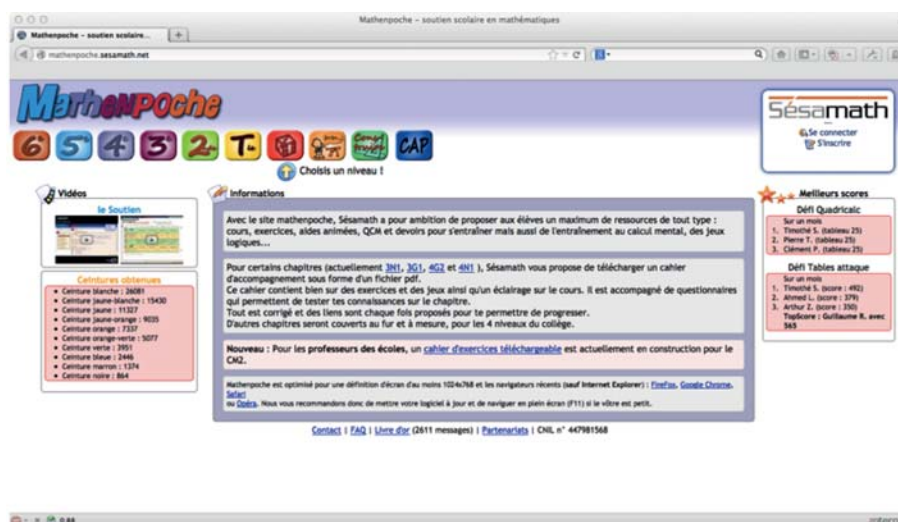 Mathenpoche – soutien scolaire en mathématiques
Mathenpoche – soutien scolaire...
mathenpoche.sesamath.net
MATHENPOCHE
6e 5e 4e 3e 2e T CAP
Choisis un niveau !
Sésamath
Se connecter
S'inscrire
Vidéos
le Soutien
Ceintures obtenues
Ceinture blanche : 26081
Ceinture jaune-blanche : 15430
Ceinture jaune : 11327
Ceinture jaune-orange : 9035
Ceinture orange : 7337
Ceinture orange-verte : 5077
Ceinture verte : 3951
Ceinture bleue : 2446
Ceinture marron : 1374
Ceinture noire : 864
Informations
Avec le site mathenpoche, Sésamath a pour ambition de proposer aux élèves un maximum de ressources de tout type :
cours, exercices, aides animées, QCM et devoirs pour s'entraîner mais aussi de l'entraînement au calcul mental, des jeux
logiques...
Pour certains chapitres (actuellement 3N1, 3G1, 4G2 et 4N1 ), Sésamath vous propose de télécharger un cahier
d'accompagnement sous forme d'un fichier pdf.
Ce cahier contient bien sur des exercices et des jeux ainsi qu'un éclairage sur le cours. Il est accompagné de questionnaires
qui permettent de tester tes connaissances sur le chapitre.
Tout est corrigé et des liens sont chaque fois proposés pour te permettre de progresser.
D'autres chapitres seront couverts au fur et à mesure, pour les 4 niveaux du collège.
Nouveau : Pour les professeurs des écoles, un cahier d'exercices téléchargeable est actuellement en construction pour le
CM2.
Mathenpoche est optimisé pour une définition d'écran d'au moins 1024x768 et les navigateurs récents (sauf Internet Explorer) : FireFox, Google Chrome,
Safari
ou Opéra. Nous vous recommandons donc de mettre votre logiciel à jour et de naviguer en plein écran (F11) si le vôtre est petit.
Meilleurs scores
Défi Quadricalc
Sur un mois
1. Timothé S. (tableau 25)
2. Pierre T. (tableau 25)
3. Clément P. (tableau 25)
Défi Tables attaque
Sur un mois
1. Timothé S. (score : 492)
2. Ahmed L. (score : 379)
3. Arthur Z. (score : 350)
TopScore : Guillaume R. avec
565
Contact | FAQ | Livre d'or (2611 messages) | Partenariats | CNIL n° 447981568